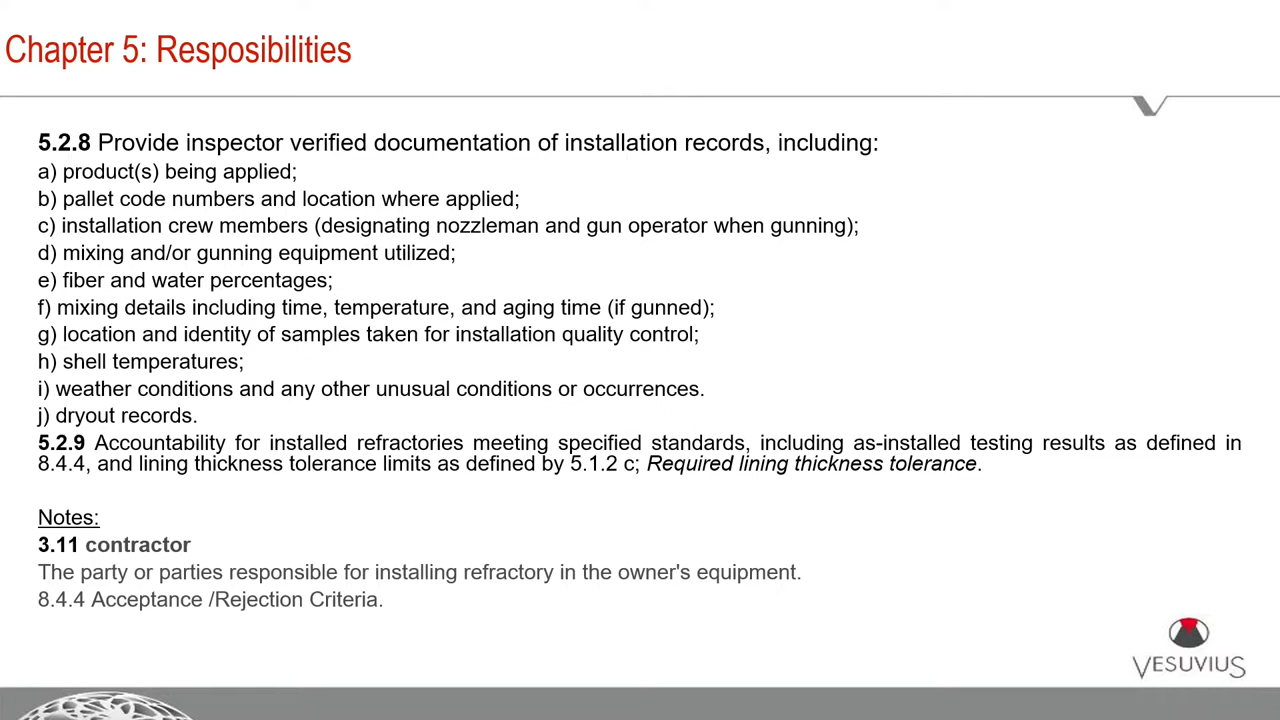 Chapter 5: Resposibilities
5.2.8 Provide inspector verified documentation of installation records, including:
a) product(s) being applied;
b) pallet code numbers and location where applied;
c) installation crew members (designating nozzleman and gun operator when gunning);
d) mixing and/or gunning equipment utilized;
e) fiber and water percentages;
f) mixing details including time, temperature, and aging time (if gunned);
g) location and identity of samples taken for installation quality control;
h) shell temperatures;
i) weather conditions and any other unusual conditions or occurrences.
j) dryout records.
5.2.9 Accountability for installed refractories meeting specified standards, including as-installed testing results as defined in
8.4.4, and lining thickness tolerance limits as defined by 5.1.2 c; Required lining thickness tolerance.
Notes:
3.11 contractor
The party or parties responsible for installing refractory in the owner's equipment.
8.4.4 Acceptance /Rejection Criteria.
VESUVIUS